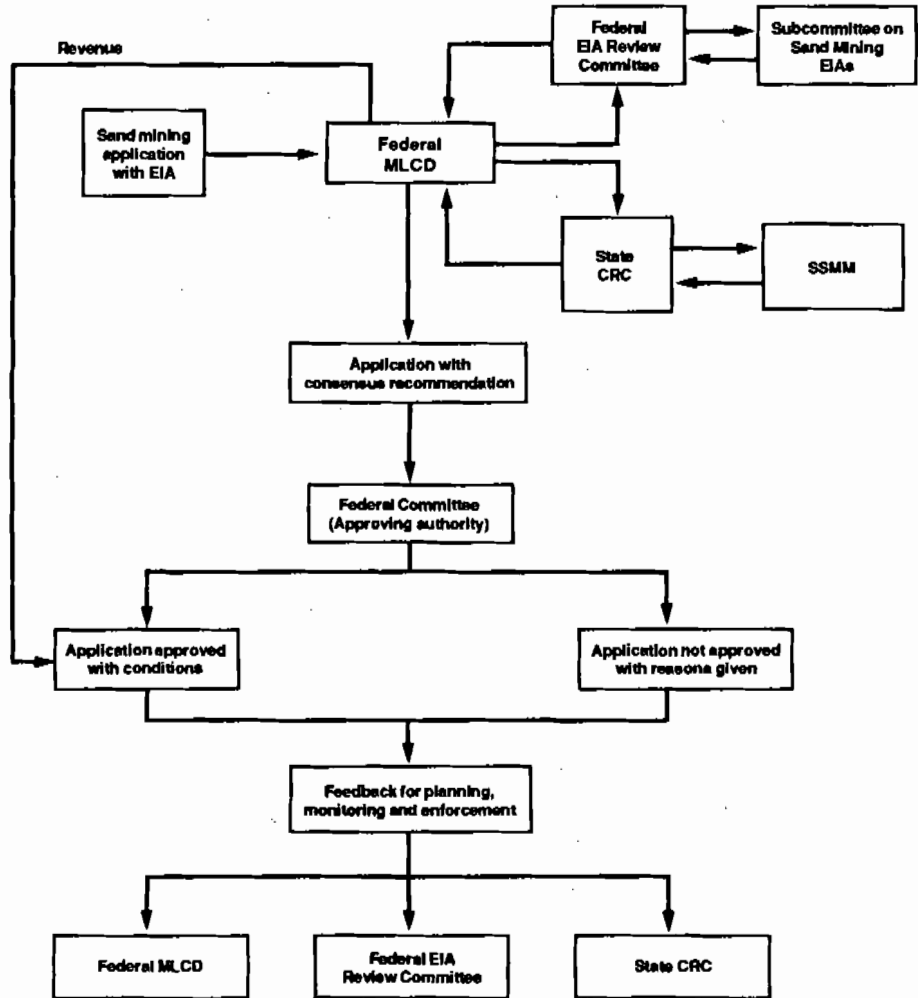 Revenue
Federal
EIA Review
Committee
Subcommittee on
Sand Mining
EIAs
Sand mining
application
with EIA
Federal
MLCD
State
CRC
SSMM
Application with
consensus recommendation
Federal Committee
(Approving authority)
Application approved
with conditions
Application not approved
with reasona given
Feedback for planning,
monitoring and enforcement
Federal MLCD
Federal EIA
Review Committee
State CRC